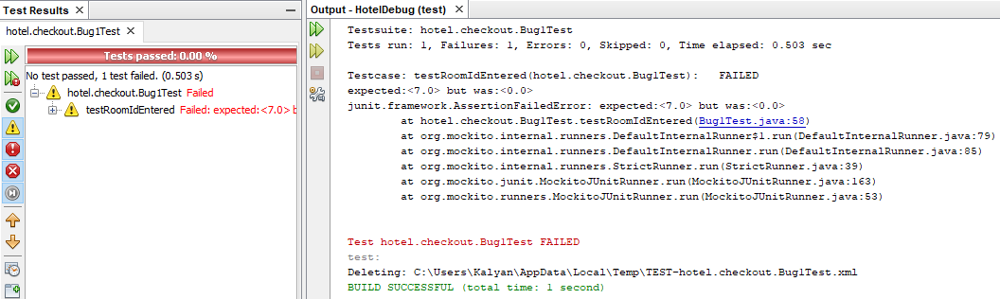 Test Results
hotel.checkout.Bug1Test
Tests passed: 0.00 %
No test passed, 1 test failed. (0.503 s)
hotel.checkout.Bug1Test Failed
testRoomIdEntered Failed: expected:<7.0> b
Output - HotelDebug (test)
Testsuite: hotel.checkout.Bug1Test
Tests run: 1, Failures: 1, Errors: 0, Skipped: 0, Time elapsed: 0.503 sec
Testcase: testRoomIdEntered(hotel.checkout.Bug1Test): FAILED
expected:<7.0> but was:<0.0>
junit.framework.AssertionFailedError: expected:<7.0> but was:<0.0>
at hotel.checkout.Bug1Test.testRoomIdEntered(Bug1Test.java:58)
at org.mockito.internal.runners.DefaultInternalRunner$1.run(DefaultInternalRunner.java:79)
at org.mockito.internal.runners.DefaultInternalRunner.run(DefaultInternalRunner.java:85)
at org.mockito.internal.runners.StrictRunner.run(StrictRunner.java:39)
at org.mockito.junit.MockitoJUnitRunner.run(MockitoJUnitRunner.java:163)
at org.mockito.runners.MockitoJUnitRunner.run(MockitoJUnitRunner.java:53)
Test hotel.checkout.Bug1Test FAILED
test:
Deleting: C:\Users\Kalyan\AppData\Local\Temp\TEST-hotel.checkout.Bug1Test.xml
BUILD SUCCESSFUL (total time: 1 second)